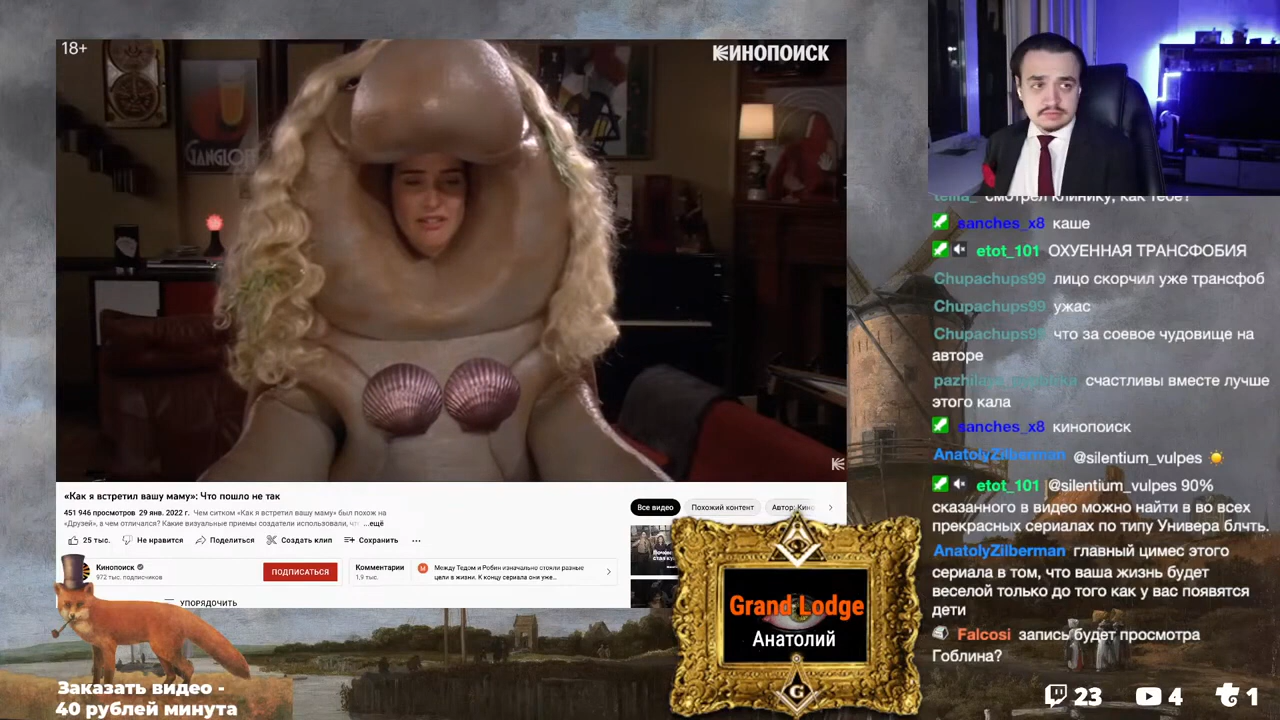 18+
КИНОПОИСК
GANGLOFF
«Как я встретил вашу маму»: Что пошло не так
451 946 просмотров 29 янв. 2022 г. Чем ситком «Как я встретил вашу маму» был похож на
«Друзей», в чем отличался? Какие визуальные приемы создатели использовали, ...ещё
25 тыс. Не нравится Поделиться Создать клип Сохранить ...
Кинопоиск
972 тыс. подписчиков
ПОДПИСАТЬСЯ
Комментарии
1,9 тыс.
Между Тедом и Робин изначально стояли разные
цели в жизни. К концу сериала они уже...
УПОРЯДОЧИТЬ
Все видео Похожий контент Автор:
Grand Lodge
Анатолий
G
Заказать видео -
40 рублей минута
смотрел клинику, как тебе?
sanches_x8 каше
etot_101 ОХУЕННАЯ ТРАНСФОБИЯ
Chupachups99 лицо скорчил уже трансфоб
Chupachups99 ужас
Chupachups99 что за соевое чудовище на
авторе
счастливы вместе лучше
этого кала
sanches_x8 кинопоиск
AnatolyZilberman @silentium_vulpes
etot_101 @silentium_vulpes 90%
сказанного в видео можно найти в во всех
прекрасных сериалах по типу Универа блчть.
AnatolyZilberman главный цимес этого
сериала в том, что ваша жизнь будет
веселой только до того как у вас появятся
дети
Falcosi запись будет просмотра
Гоблина?
23 4 1